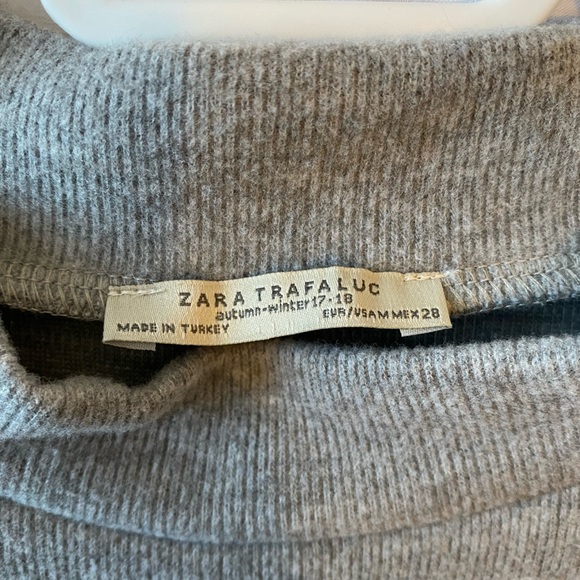 ZARA TRAFALUC
autumn-winter 17-18
MADE IN TURKEY EUR/USA M MEX 28